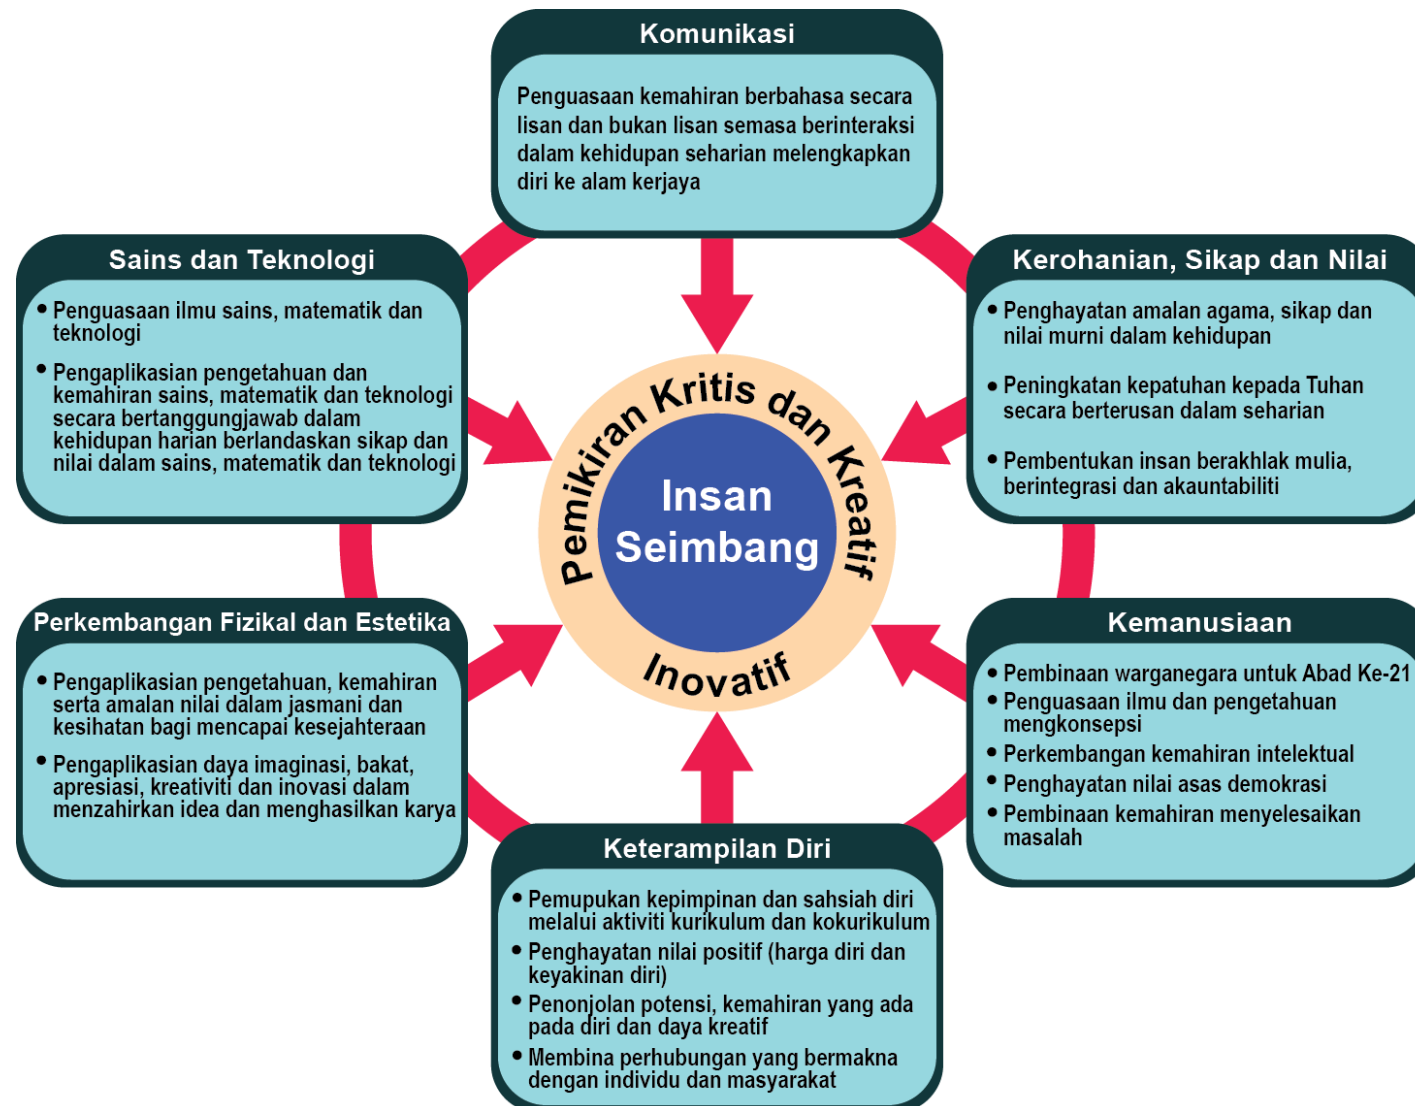 Komunikasi
Penguasaan kemahiran berbahasa secara
lisan dan bukan lisan semasa berinteraksi
dalam kehidupan seharian melengkapkan
diri ke alam kerjaya
Sains dan Teknologi
• Penguasaan ilmu sains, matematik dan
teknologi
• Pengaplikasian pengetahuan dan
kemahiran sains, matematik dan teknologi
secara bertanggungjawab dalam
kehidupan harian berlandaskan sikap dan
nilai dalam sains, matematik dan teknologi
Kerohanian, Sikap dan Nilai
• Penghayatan amalan agama, sikap dan
nilai murni dalam kehidupan
• Peningkatan kepatuhan kepada Tuhan
secara berterusan dalam seharian
• Pembentukan insan berakhlak mulia,
berintegrasi dan akauntabiliti
Pemikiran Kritis dan Kreatif
Insan
Seimbang
Inovatif
Perkembangan Fizikal dan Estetika
• Pengaplikasian pengetahuan, kemahiran
serta amalan nilai dalam jasmani dan
kesihatan bagi mencapai kesejahteraan
• Pengaplikasian daya imaginasi, bakat,
apresiasi, kreativiti dan inovasi dalam
menzahirkan idea dan menghasilkan karya
Kemanusiaan
• Pembinaan warganegara untuk Abad Ke-21
• Penguasaan ilmu dan pengetahuan
mengkonsepsi
• Perkembangan kemahiran intelektual
• Penghayatan nilai asas demokrasi
• Pembinaan kemahiran menyelesaikan
masalah
Keterampilan Diri
• Pemupukan kepimpinan dan sahsiah diri
melalui aktiviti kurikulum dan kokurikulum
• Penghayatan nilai positif (harga diri dan
keyakinan diri)
• Penonjolan potensi, kemahiran yang ada
pada diri dan daya kreatif
• Membina perhubungan yang bermakna
dengan individu dan masyarakat